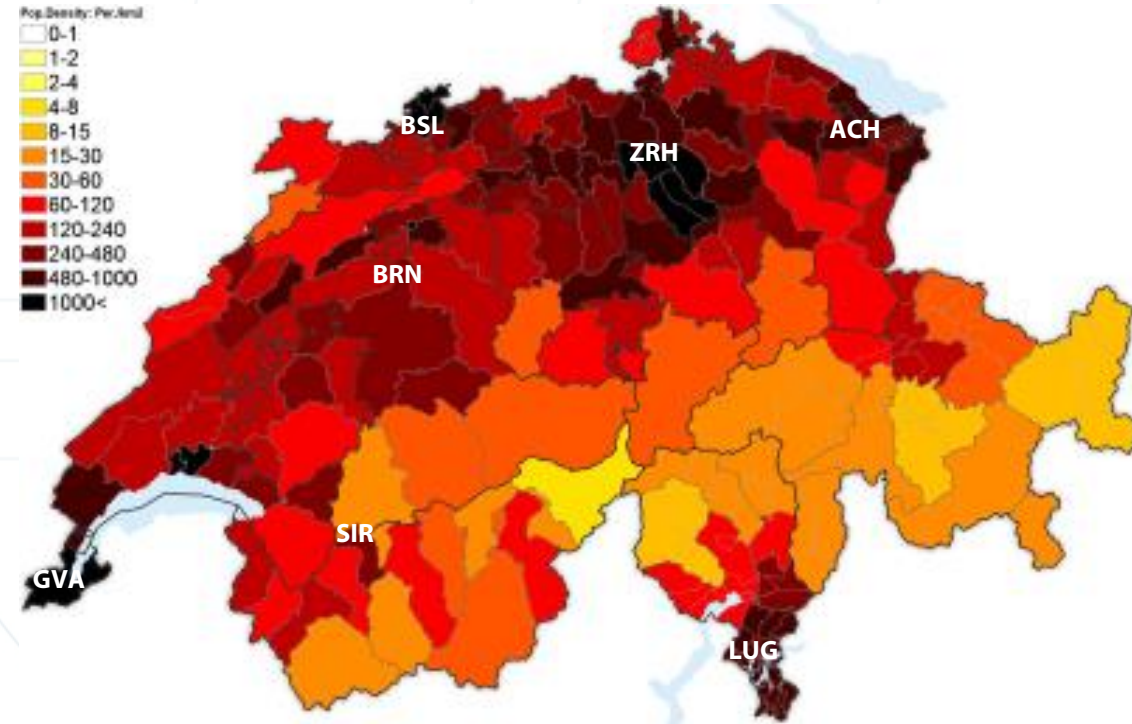 Pop.Density: Per.km2
0-1
1-2
2-4
4-8
8-15
15-30
30-60
60-120
120-240
240-480
480-1000
1000<
BSL
ZRH
ACH
BRN
SIR
GVA
LUG